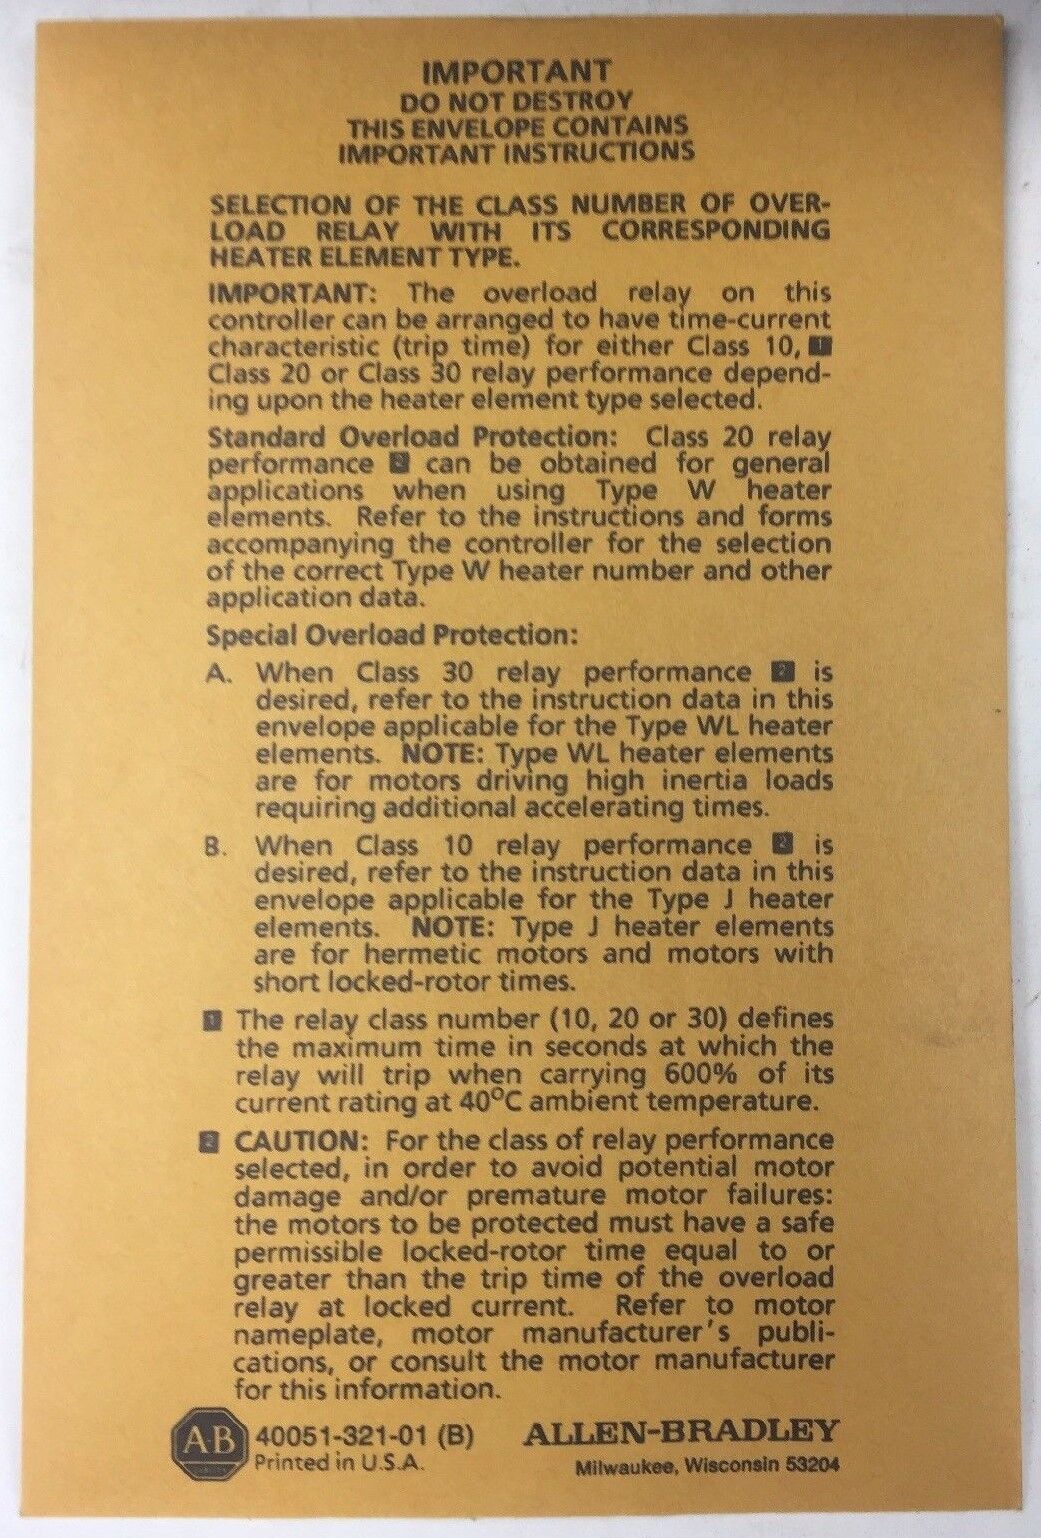 IMPORTANT
DO NOT DESTROY
THIS ENVELOPE CONTAINS
IMPORTANT INSTRUCTIONS
SELECTION OF THE CLASS NUMBER OF OVER-
LOAD RELAY WITH ITS CORRESPONDING
HEATER ELEMENT TYPE.
IMPORTANT: The overload relay on this
controller can be arranged to have time-current
characteristic (trip time) for either Class 10, 1
Class 20 or Class 30 relay performance depend-
ing upon the heater element type selected.
Standard Overload Protection: Class 20 relay
performance 2 can be obtained for general
applications when using Type W heater
elements. Refer to the instructions and forms
accompanying the controller for the selection
of the correct Type W heater number and other
application data.
Special Overload Protection:
A. When Class 30 relay performance 2 is
desired, refer to the instruction data in this
envelope applicable for the Type WL heater
elements. NOTE: Type WL heater elements
are for motors driving high inertia loads
requiring additional accelerating times.
B. When Class 10 relay performance 2 is
desired, refer to the instruction data in this
envelope applicable for the Type J heater
elements. NOTE: Type J heater elements
are for hermetic motors and motors with
short locked-rotor times.
1 The relay class number (10, 20 or 30) defines
the maximum time in seconds at which the
relay will trip when carrying 600% of its
current rating at 40°C ambient temperature.
2 CAUTION: For the class of relay performance
selected, in order to avoid potential motor
damage and/or premature motor failures:
the motors to be protected must have a safe
permissible locked-rotor time equal to or
greater than the trip time of the overload
relay at locked current. Refer to motor
nameplate, motor manufacturer's publi-
cations, or consult the motor manufacturer
for this information.
AB 40051-321-01 (B) ALLEN-BRADLEY
Printed in U.S.A. Milwaukee, Wisconsin 53204